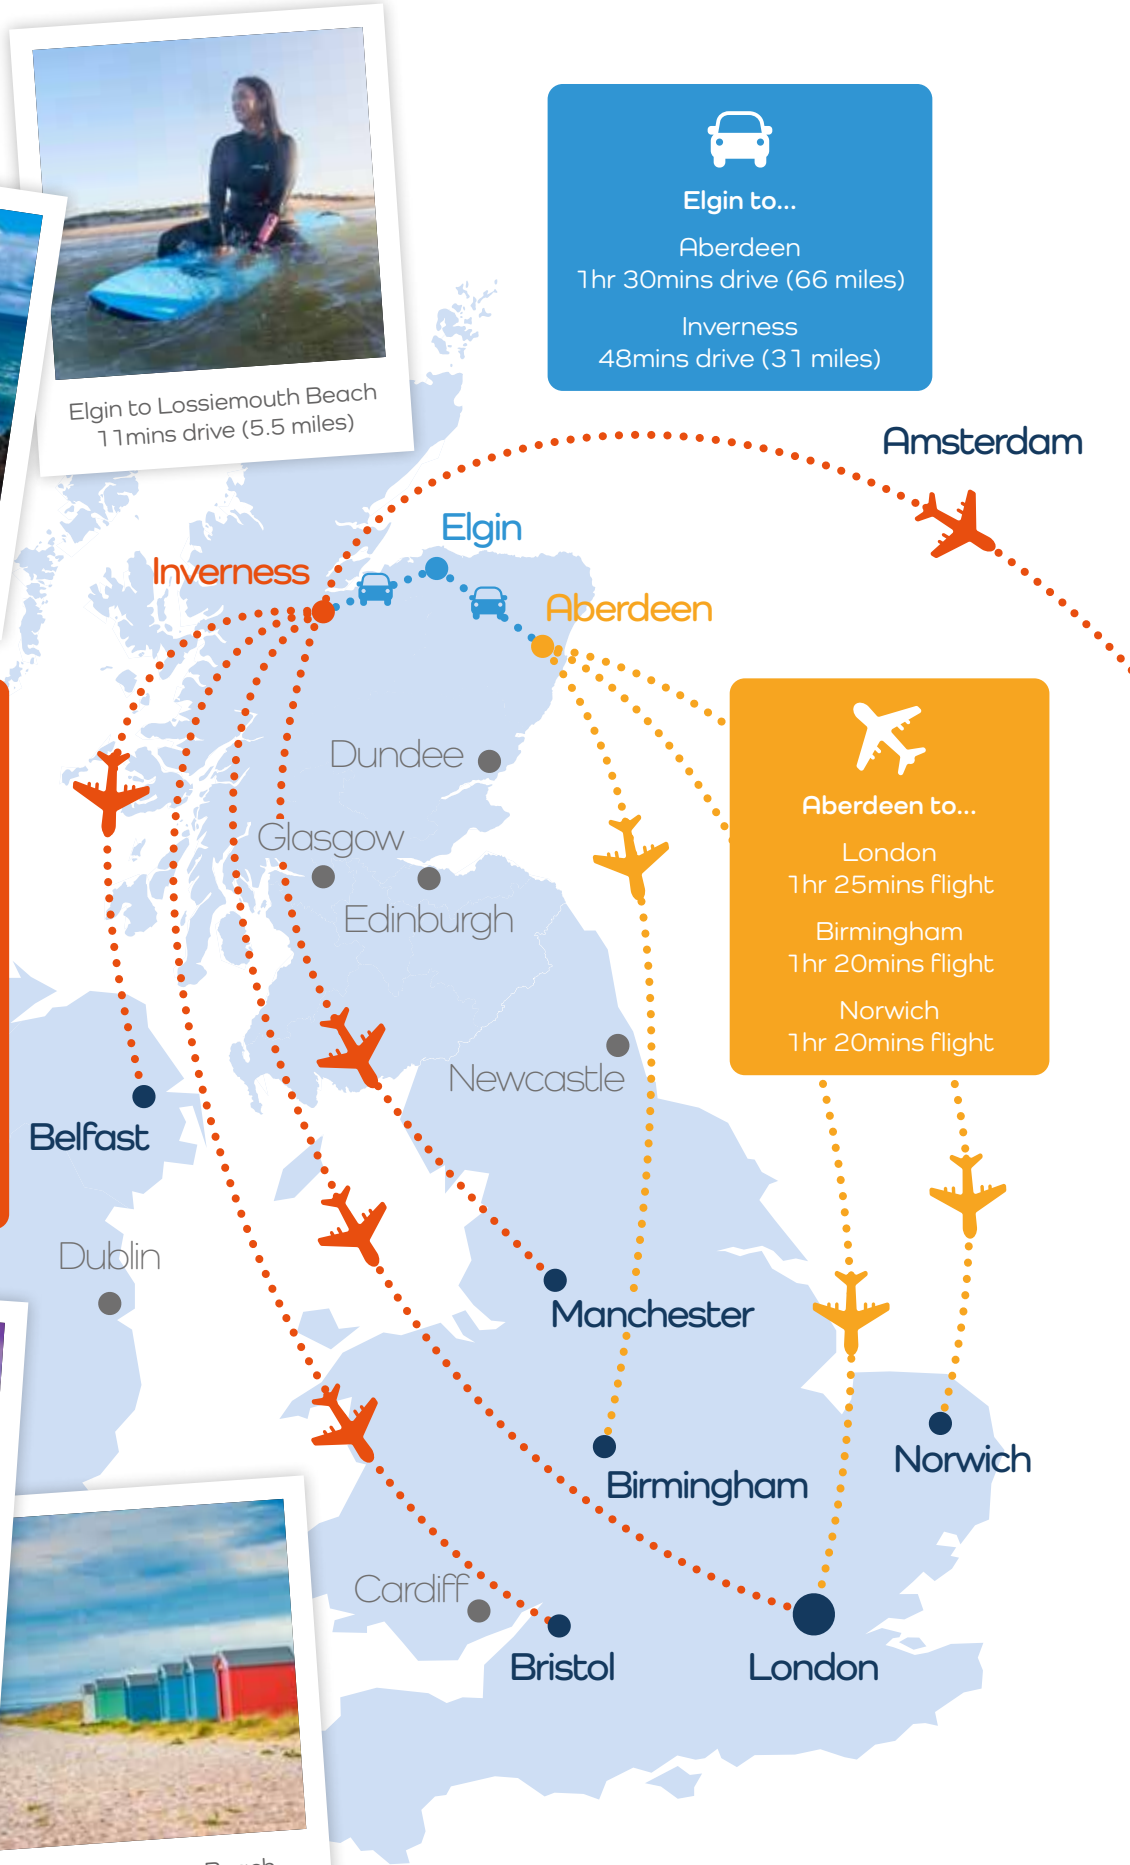 Elgin to Lossiemouth Beach
11mins drive (5.5 miles)
Elgin to...
Aberdeen
1hr 30mins drive (66 miles)
Inverness
48mins drive (31 miles)
Amsterdam
Elgin
Inverness
Aberdeen
Dundee
Glasgow
Edinburgh
Aberdeen to...
London
1hr 25mins flight
Birmingham
1hr 20mins flight
Norwich
1hr 20mins flight
Newcastle
Belfast
Dublin
Manchester
Norwich
Birmingham
Cardiff
Bristol
London